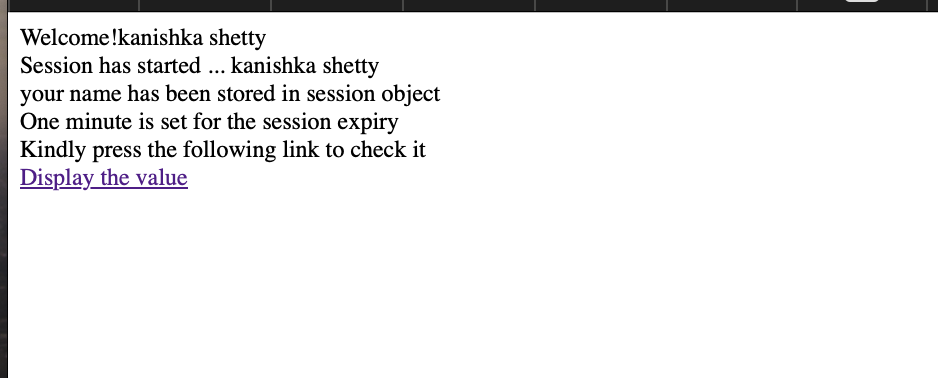 Welcome!kanishka shetty
Session has started ... kanishka shetty
your name has been stored in session object
One minute is set for the session expiry
Kindly press the following link to check it
Display the value